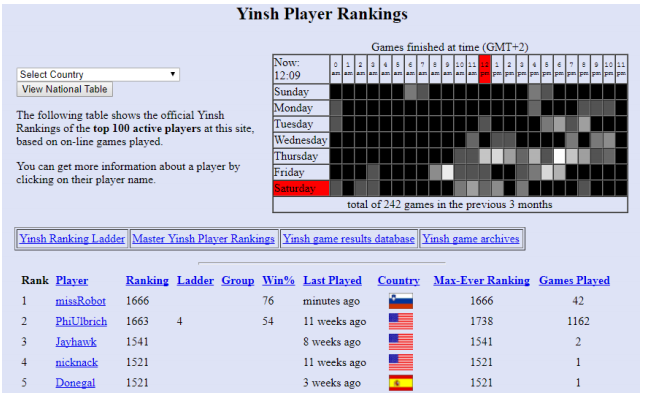 Yinsh Player Rankings
Games finished at time (GMT+2)
Now: 12:09
0 am 1 am 2 am 3 am 4 am 5 am 6 am 7 am 8 am 9 am 10 am 11 am 12 pm 1 pm 2 pm 3 pm 4 pm 5 pm 6 pm 7 pm 8 pm 9 pm 10 pm 11 pm
Sunday
Monday
Tuesday
Wednesday
Thursday
Friday
Saturday
total of 242 games in the previous 3 months
Select Country
View National Table
The following table shows the official Yinsh
Rankings of the top 100 active players at this site,
based on on-line games played.
You can get more information about a player by
clicking on their player name.
Yinsh Ranking Ladder Master Yinsh Player Rankings Yinsh game results database Yinsh game archives
Rank Player Ranking Ladder Group Win% Last Played Country Max-Ever Ranking Games Played
1 missRobot 1666 76 minutes ago 1666 42
2 PhiUlbrich 1663 4 54 11 weeks ago 1738 1162
3 Jayhawk 1541 8 weeks ago 1541 2
4 nicknack 1521 11 weeks ago 1521 1
5 Donegal 1521 3 weeks ago 1521 1